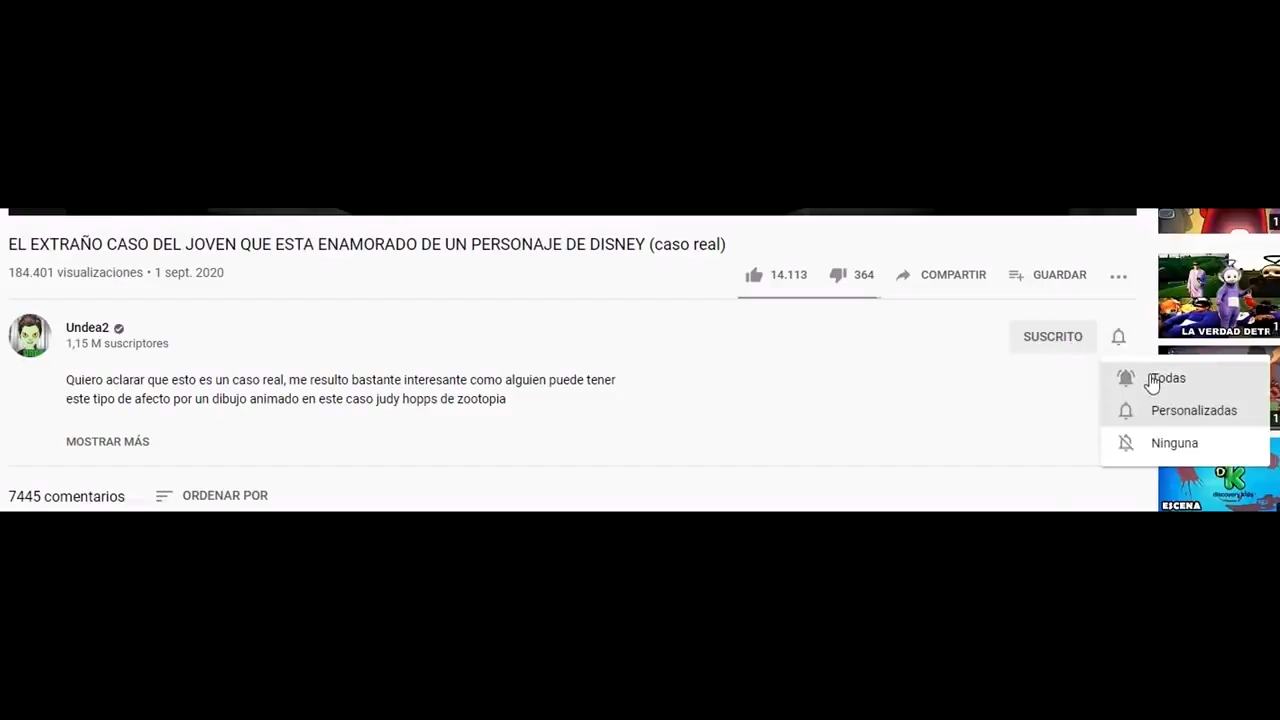 EL EXTRAÑO CASO DEL JOVEN QUE ESTA ENAMORADO DE UN PERSONAJE DE DISNEY (caso real)
184.401 visualizaciones • 1 sept. 2020
14.113 364 COMPARTIR GUARDAR
Undea2
1,15 M suscriptores
SUSCRITO
Quiero aclarar que esto es un caso real, me resulto bastante interesante como alguien puede tener
este tipo de afecto por un dibujo animado en este caso judy hopps de zootopia
MOSTRAR MÁS
7445 comentarios
ORDENAR POR
Todas
Personalizadas
Ninguna
LA VERDAD DETR
DK
discovery kids
ESCENA